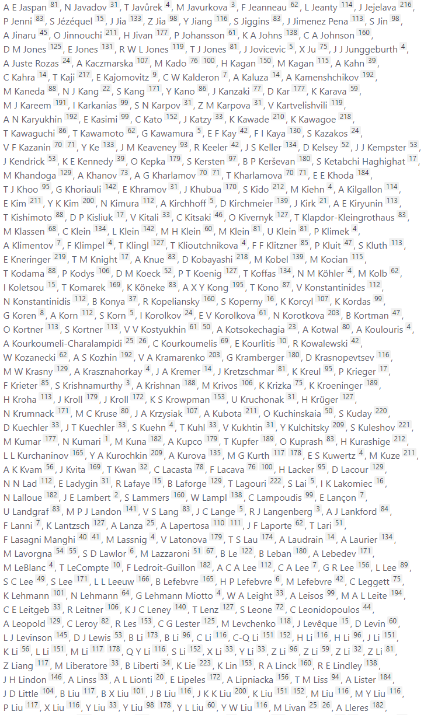 A E Jaspan 81, N Javadov 31, T Javůrek 4, M Javurkova 3, F Jeanneau 62, L Jeanty 114, J Jejelava 216,
P Jenni 83, S Jézéquel 15, J Jia 133, Z Jia 98, Y Jiang 116, S Jiggins 83, J Jimenez Pena 113, S Jin 98,
A Jinaru 45, O Jinnouchi 211, H Jivan 177, P Johansson 61, K A Johns 138, C A Johnson 160,
D M Jones 125, E Jones 131, R W L Jones 119, T J Jones 81, J Jovicevic 5, X Ju 75, J J Junggeburth 4,
A Juste Rozas 24, A Kaczmarska 107, M Kado 76 100, H Kagan 150, M Kagan 115, A Kahn 39,
C Kahra 14, T Kaji 217, E Kajomovitz 9, C W Kalderon 7, A Kaluza 14, A Kamenshchikov 192,
M Kaneda 88, N J Kang 22, S Kang 171, Y Kano 86, J Kanzaki 77, D Kar 177, K Karava 59,
M J Kareem 191, I Karkanias 99, S N Karpov 31, Z M Karpova 31, V Kartvelishvili 119,
A N Karyukhin 192, E Kasimi 99, C Kato 152, J Katzy 33, K Kawade 210, K Kawagoe 218,
T Kawaguchi 86, T Kawamoto 62, G Kawamura 5, E F Kay 42, F I Kaya 130, S Kazakos 24,
V F Kazanin 70 71, Y Ke 133, J M Keaveney 93, R Keeler 42, J S Keller 134, D Kelsey 52, J J Kempster 53,
J Kendrick 53, K E Kennedy 39, O Kepka 179, S Kersten 97, B P Kerševan 180, S Ketabchi Haghighat 17,
M Khandoga 129, A Khanov 73, A G Kharlamov 70 71, T Kharlamova 70 71, E E Khoda 184,
T J Khoo 95, G Khoriauli 142, E Khramov 31, J Khubua 170, S Kido 212, M Kiehn 4, A Kilgallon 114,
E Kim 211, Y K Kim 200, N Kimura 112, A Kirchhoff 5, D Kirchmeier 139, J Kirk 21, A E Kiryunin 113,
T Kishimoto 88, D P Kisliuk 17, V Kitali 33, C Kitsaki 46, O Kivernyk 127, T Klapdor-Kleingrothaus 83,
M Klassen 68, C Klein 134, L Klein 142, M H Klein 60, M Klein 81, U Klein 81, P Klimek 4,
A Klimentov 7, F Klimpel 4, T Klingl 127, T Klioutchnikova 4, F F Klitzner 85, P Kluit 47, S Kluth 113,
E Kneringer 219, T M Knight 17, A Knue 83, D Kobayashi 218, M Kobel 139, M Kocian 115,
T Kodama 88, P Kodys 106, D M Koeck 52, P T Koenig 127, T Koffas 134, N M Köhler 4, M Kolb 62,
I Koletsou 15, T Komarek 169, K Köneke 83, A X Y Kong 195, T Kono 87, V Konstantinides 112,
N Konstantinidis 112, B Konya 37, R Kopeliansky 160, S Koperny 16, K Korcyl 107, K Kordas 99,
G Koren 8, A Korn 112, S Korn 5, I Korolkov 24, E V Korolkova 61, N Korotkova 203, B Kortman 47,
O Kortner 113, S Kortner 113, V V Kostyukhin 61 50, A Kotsokechagia 23, A Kotwal 80, A Koulouris 4,
A Kourkoumeli-Charalampidi 25 26, C Kourkoumelis 69, E Kourlitis 10, R Kowalewski 42,
W Kozanecki 62, A S Kozhin 192, V A Kramarenko 203, G Kramberger 180, D Krasnopevtsev 116,
M W Krasny 129, A Krasznahorkay 4, J A Kremer 14, J Kretzschmar 81, K Kreul 95, P Krieger 17,
F Krieter 85, S Krishnamurthy 3, A Krishnan 188, M Krivos 106, K Krizka 75, K Kroeninger 189,
H Kroha 113, J Kroll 179, J Kroll 172, K S Krowpman 153, U Kruchonak 31, H Krüger 127,
N Krumnack 171, M C Kruse 80, J A Krzysiak 107, A Kubota 211, O Kuchinskaia 50, S Kuday 220,
D Kuechler 33, J T Kuechler 33, S Kuehn 4, T Kuhl 33, V Kukhtin 31, Y Kulchitsky 209, S Kuleshov 221,
M Kumar 177, N Kumari 1, M Kuna 182, A Kupco 179, T Kupfer 189, O Kuprash 83, H Kurashige 212,
L L Kurchaninov 165, Y A Kurochkin 209, A Kurova 135, M G Kurth 117 178, E S Kuwertz 4, M Kuze 211,
A K Kvam 56, J Kvita 169, T Kwan 32, C Lacasta 78, F Lacava 76 100, H Lacker 95, D Lacour 129,
N N Lad 112, E Ladygin 31, R Lafaye 15, B Laforge 129, T Lagouri 222, S Lai 5, I K Lakomiec 16,
N Lalloue 182, J E Lambert 2, S Lammers 160, W Lampl 138, C Lampoudis 99, E Lançon 7,
U Landgraf 83, M P J Landon 141, V S Lang 83, J C Lange 5, R J Langenberg 3, A J Lankford 84,
F Lanni 7, K Lantzsch 127, A Lanza 25, A Lapertosa 110 111, J F Laporte 62, T Lari 51,
F Lasagni Manghi 40 41, M Lassnig 4, V Latonova 179, T S Lau 174, A Laudrain 14, A Laurier 134,
M Lavorgna 54 55, S D Lawlor 6, M Lazzaroni 51 67, B Le 122, B Leban 180, A Lebedev 171,
M LeBlanc 4, T LeCompte 10, F Ledroit-Guillon 182, A C A Lee 112, C A Lee 7, G R Lee 156, L Lee 89,
S C Lee 49, S Lee 171, L L Leeuw 166, B Lefebvre 165, H P Lefebvre 6, M Lefebvre 42, C Leggett 75,
K Lehmann 101, N Lehmann 64, G Lehmann Miotto 4, W A Leight 33, A Leisos 99, M A L Leite 194,
C E Leitgeb 33, R Leitner 106, K J C Leney 140, T Lenz 127, S Leone 72, C Leonidopoulos 44,
A Leopold 129, C Leroy 82, R Les 153, C G Lester 125, M Levchenko 118, J Levêque 15, D Levin 60,
L J Levinson 145, D J Lewis 53, B Li 173, B Li 96, C Li 116, C-Q Li 151 152, H Li 116, H Li 96, J Li 151,
K Li 56, L Li 151, M Li 117 178, Q Y Li 116, S Li 152, X Li 33, Y Li 33, Z Li 96, Z Li 59, Z Li 32, Z Li 81,
Z Liang 117, M Liberatore 33, B Liberti 34, K Lie 223, K Lin 153, R A Linck 160, R E Lindley 138,
J H Lindon 146, A Linss 33, A L Lionti 20, E Lipeles 172, A Lipniacka 156, T M Liss 194, A Lister 34,
J D Little 104, B Liu 117, B X Liu 101, J B Liu 116, J K K Liu 200, K Liu 151 152, M Liu 116, M Y Liu 116,
P Liu 117, X Liu 116, Y Liu 33, Y Liu 98 178, Y L Liu 60, Y W Liu 116, M Livan 25 26, A Lleres 182,